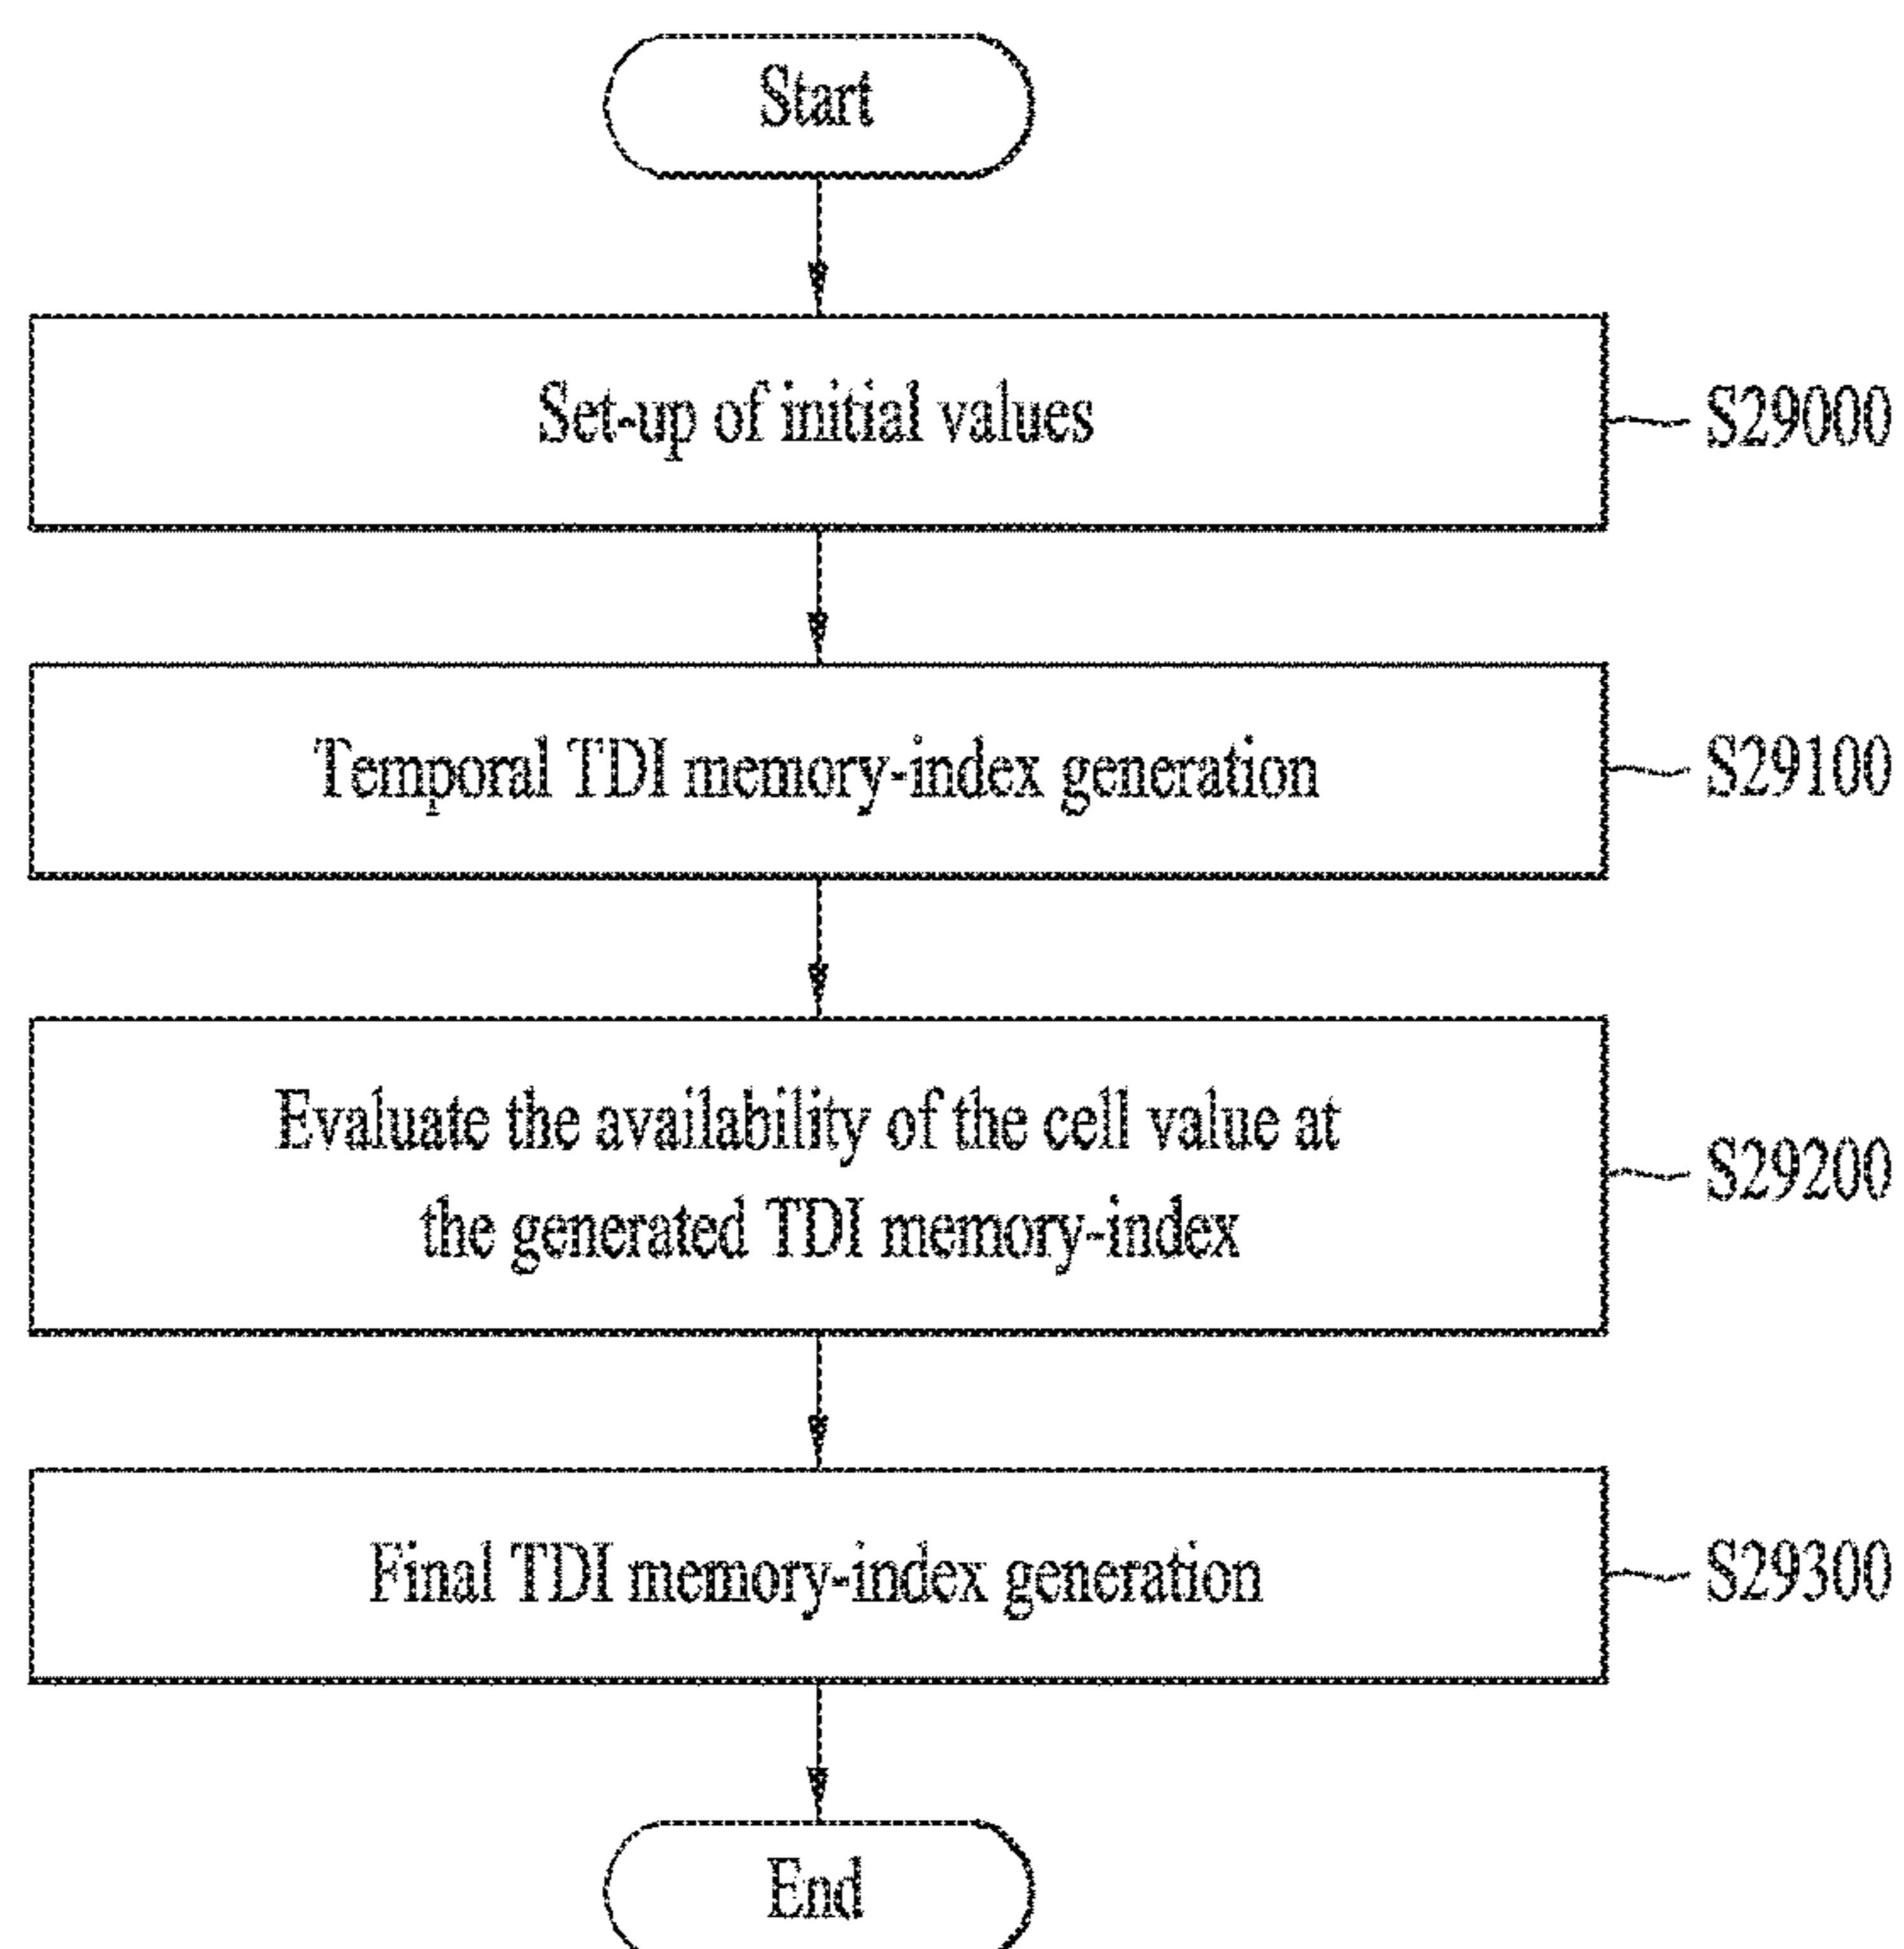 Start
Set-up of initial values
S29000
Temporal TDI memory-index generation
S29100
Evaluate the availability of the cell value at
the generated TDI memory-index
S29200
Final TDI memory-index generation
S29300
End